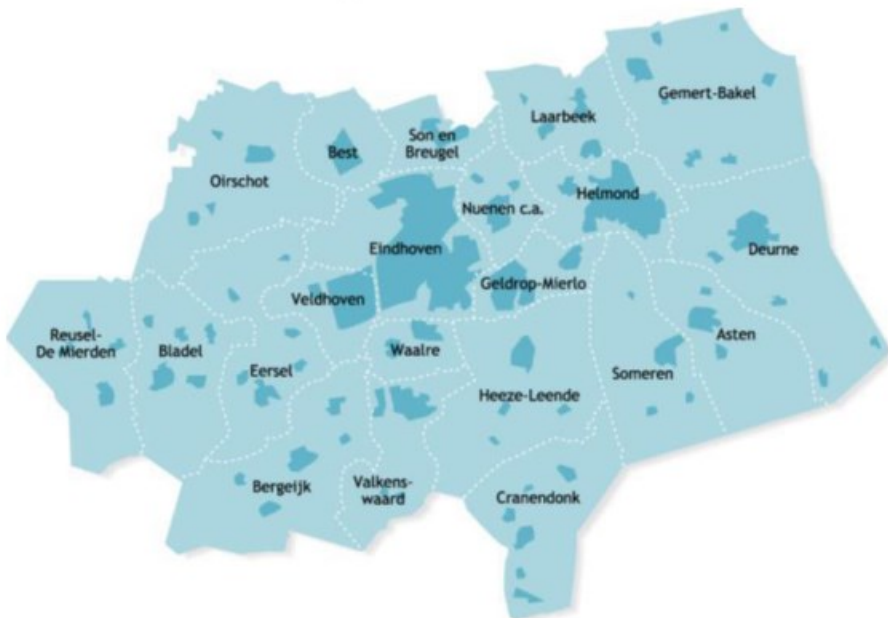 Gemert-Bakel
Laarbeek
Son en
Breugel
Best
Oirschot
Helmond
Nuenen c.a.
Eindhoven
Deurne
Geldrop-Mierlo
Veldhoven
Reusel-
De Mierden
Bladel
Waalre
Asten
Eersel
Someren
Heeze-Leende
Bergeijk
Valkens-
waard
Cranendonk